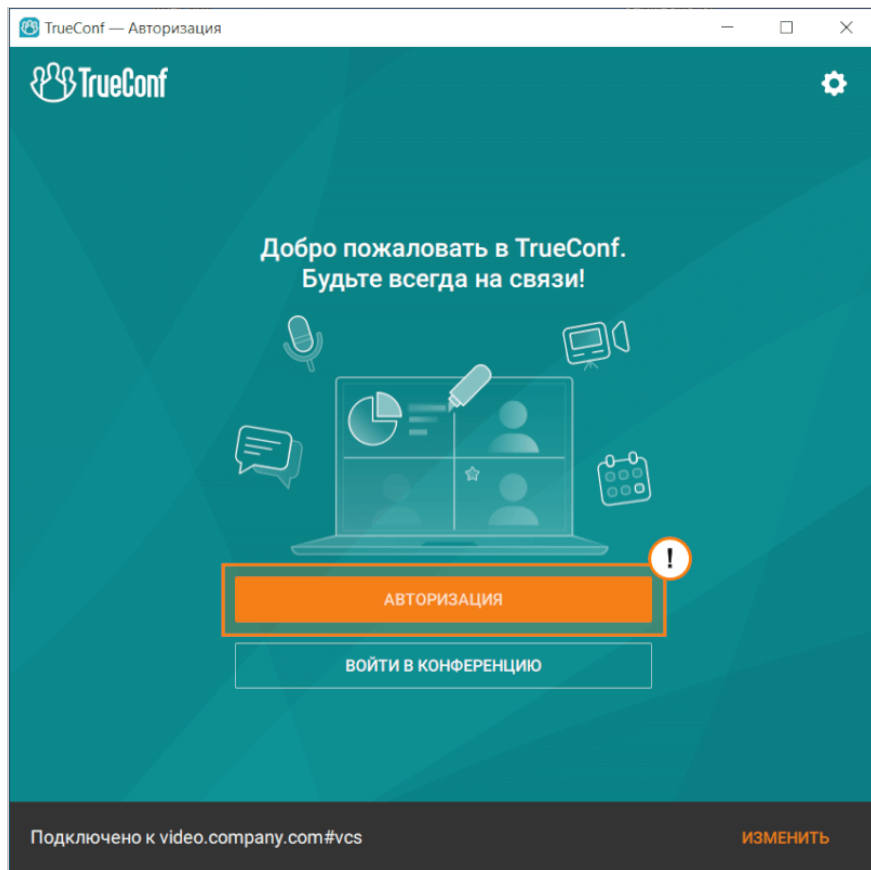 TrueConf — Авторизация
TrueConf
Добро пожаловать в TrueConf.
Будьте всегда на связи!
!
АВТОРИЗАЦИЯ
ВОЙТИ В КОНФЕРЕНЦИЮ
Подключено к video.company.com#vcs
ИЗМЕНИТЬ